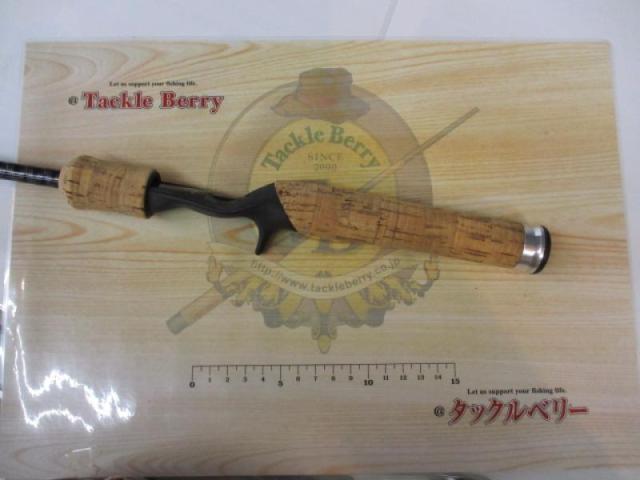 Let us support your fishing life.
@ Tackle Berry
Tackle Berry
SINCE
http://www.tackleberry.co.jp
0 1 2 3 4 5 6 7 8 9 10 11 12 13 14 15
Let us support your fishing life.
@ タックルベリー